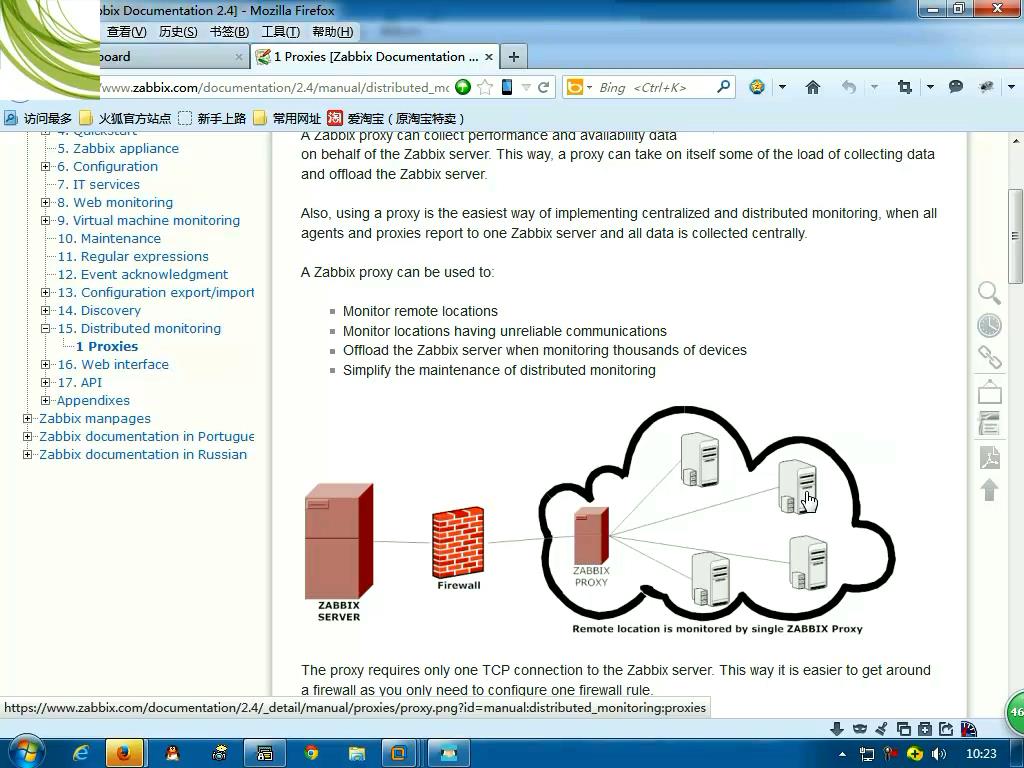 bbix Documentation 2.4] - Mozilla Firefox
查看(V) 历史(S) 书签(B) 工具(T) 帮助(H)
board
1 Proxies [Zabbix Documentation ...
www.zabbix.com/documentation/2.4/manual/distributed_mc
Bing <Ctrl+K>
访问最多 火狐官方站点 新手上路 常用网址 爱淘宝（原淘宝特卖）
4. Quickstart
5. Zabbix appliance
6. Configuration
7. IT services
8. Web monitoring
9. Virtual machine monitoring
10. Maintenance
11. Regular expressions
12. Event acknowledgment
13. Configuration export/import
14. Discovery
15. Distributed monitoring
1 Proxies
16. Web interface
17. API
Appendixes
Zabbix manpages
Zabbix documentation in Portugue
Zabbix documentation in Russian
A Zabbix proxy can collect performance and availability data
on behalf of the Zabbix server. This way, a proxy can take on itself some of the load of collecting data
and offload the Zabbix server.
Also, using a proxy is the easiest way of implementing centralized and distributed monitoring, when all
agents and proxies report to one Zabbix server and all data is collected centrally.
A Zabbix proxy can be used to:
Monitor remote locations
Monitor locations having unreliable communications
Offload the Zabbix server when monitoring thousands of devices
Simplify the maintenance of distributed monitoring
ZABBIX
SERVER
Firewall
ZABBIX
PROXY
Remote location is monitored by single ZABBIX Proxy
The proxy requires only one TCP connection to the Zabbix server. This way it is easier to get around
a firewall as you only need to configure one firewall rule.
https://www.zabbix.com/documentation/2.4/_detail/manual/proxies/proxy.png?id=manual:distributed_monitoring:proxies
46
10:23